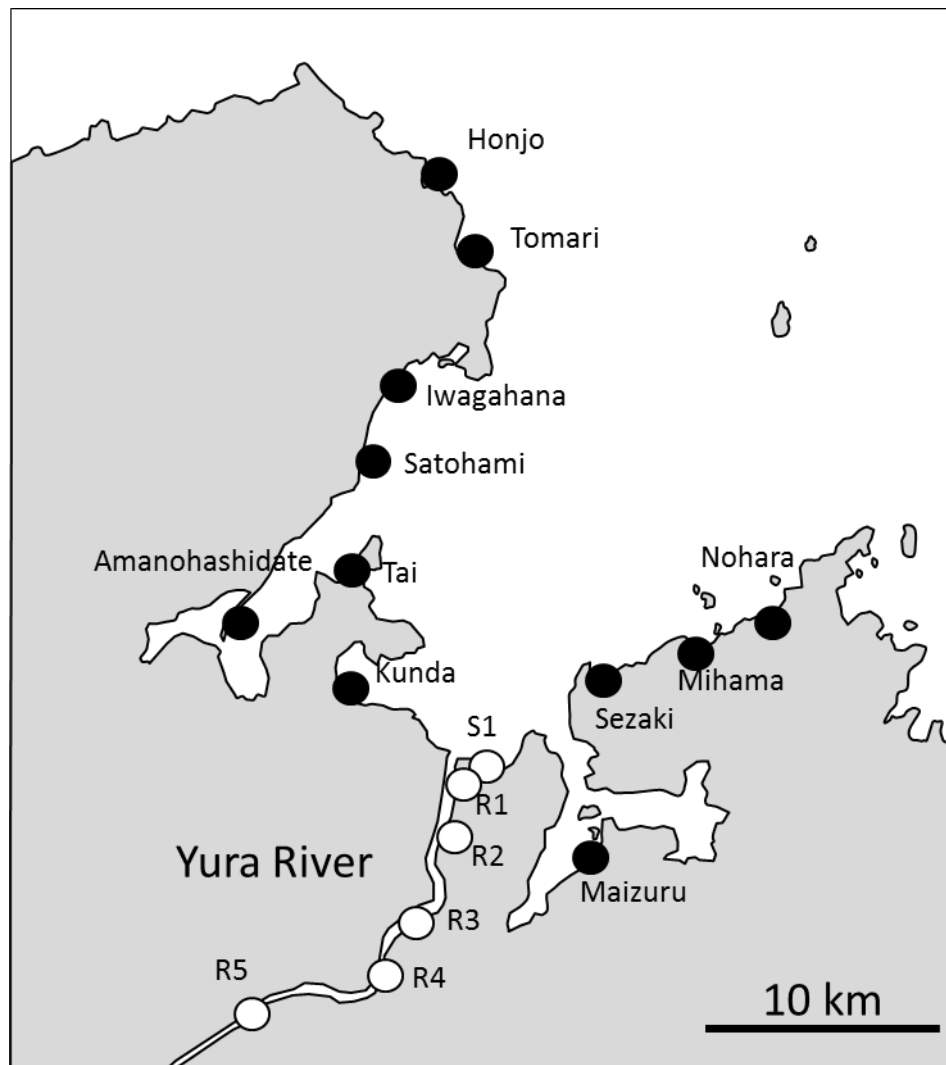 Honjo
Tomari
Iwagahana
Satohami
Amanohashidate
Tai
Nohara
Kunda
Mihama
Sezaki
S1
R1
R2
Yura River
Maizuru
R3
R5
R4
10 km